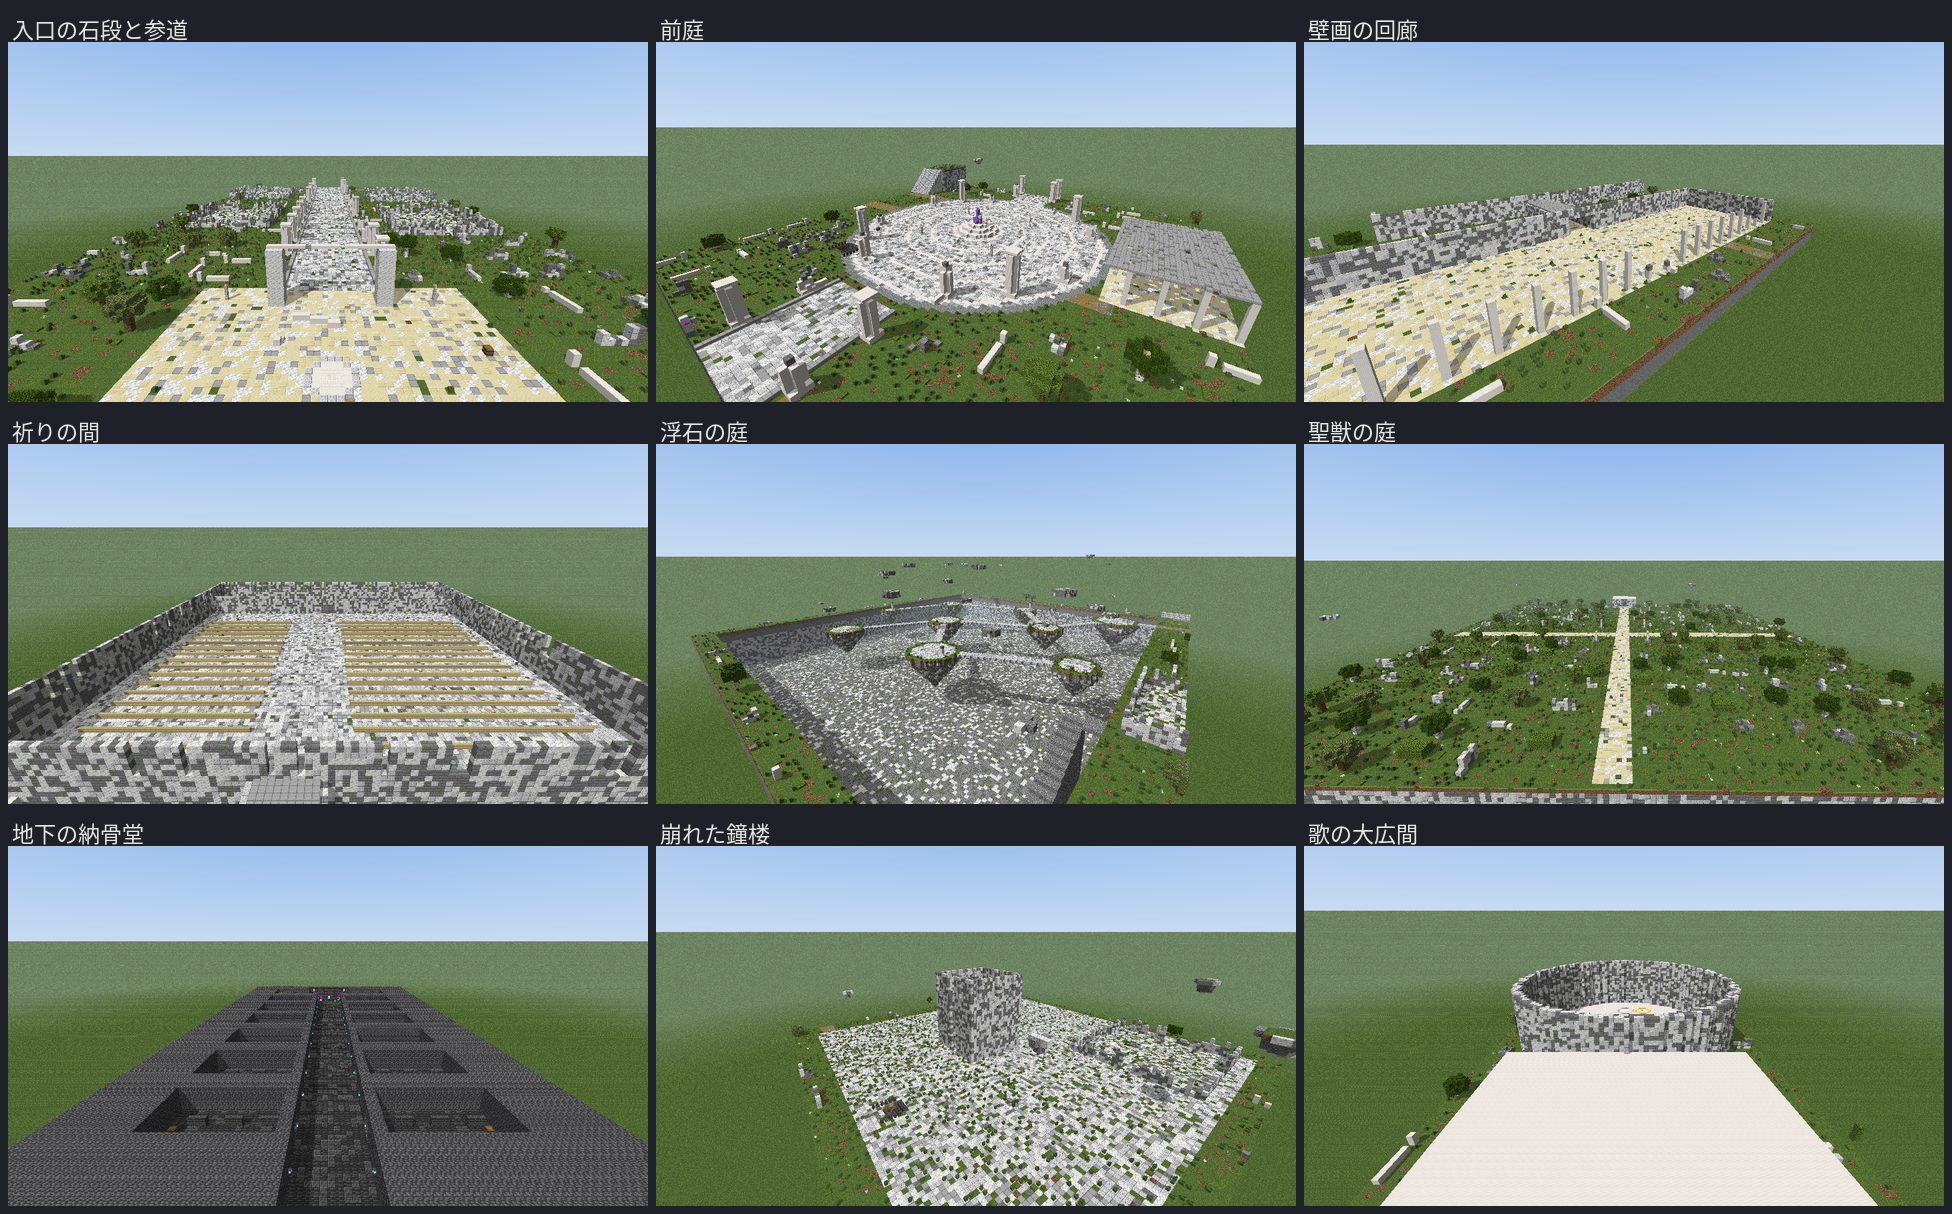 入口の石段と参道
前庭
壁画の回廊
祈りの間
浮石の庭
聖獣の庭
地下の納骨堂
崩れた鐘楼
歌の大広間